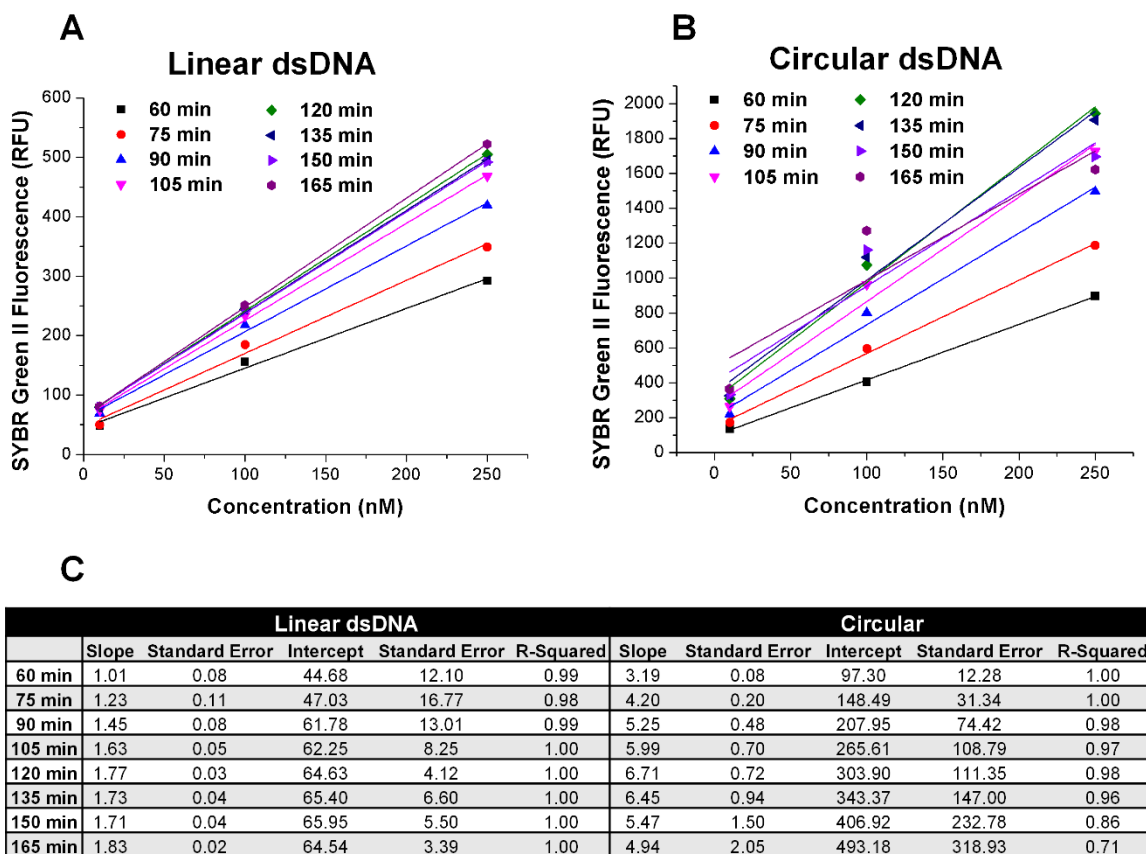 A
Linear dsDNA
60 min 120 min
75 min 135 min
90 min 150 min
105 min 165 min
SYBR Green II Fluorescence (RFU)
600
500
400
300
200
100
0
0 50 100 150 200 250
Concentration (nM)
B
Circular dsDNA
60 min 120 min
75 min 135 min
90 min 150 min
105 min 165 min
SYBR Green II Fluorescence (RFU)
2000
1800
1600
1400
1200
1000
800
600
400
200
0
0 50 100 150 200 250
Concentration (nM)
C
Linear dsDNA Circular
Slope Standard Error Intercept Standard Error R-Squared Slope Standard Error Intercept Standard Error R-Squared
60 min 1.01 0.08 44.68 12.10 0.99 3.19 0.08 97.30 12.28 1.00
75 min 1.23 0.11 47.03 16.77 0.98 4.20 0.20 148.49 31.34 1.00
90 min 1.45 0.08 61.78 13.01 0.99 5.25 0.48 207.95 74.42 0.98
105 min 1.63 0.05 62.25 8.25 1.00 5.99 0.70 265.61 108.79 0.97
120 min 1.77 0.03 64.63 4.12 1.00 6.71 0.72 303.90 111.35 0.98
135 min 1.73 0.04 65.40 6.60 1.00 6.45 0.94 343.37 147.00 0.96
150 min 1.71 0.04 65.95 5.50 1.00 5.47 1.50 406.92 232.78 0.86
165 min 1.83 0.02 64.54 3.39 1.00 4.94 2.05 493.18 318.93 0.71